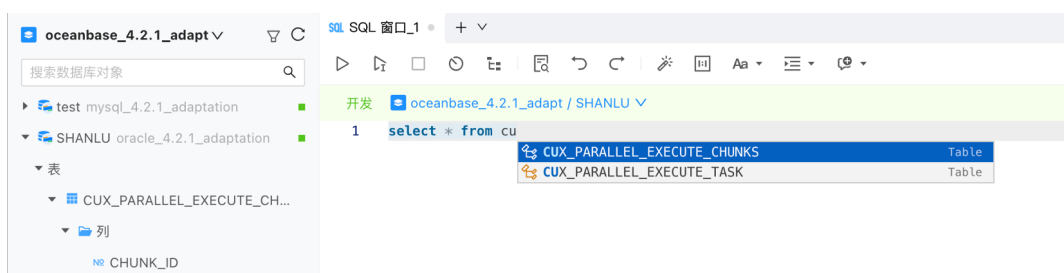 oceanbase_4.2.1_adapt
搜索数据库对象
test mysql_4.2.1_adaptation
SHANLU oracle_4.2.1_adaptation
表
CUX_PARALLEL_EXECUTE_CH...
列
Nº CHUNK_ID
SQL SQL 窗口_1
Aa
开发 oceanbase_4.2.1_adapt / SHANLU
1 select * from cu
CUX_PARALLEL_EXECUTE_CHUNKS Table
CUX_PARALLEL_EXECUTE_TASK Table